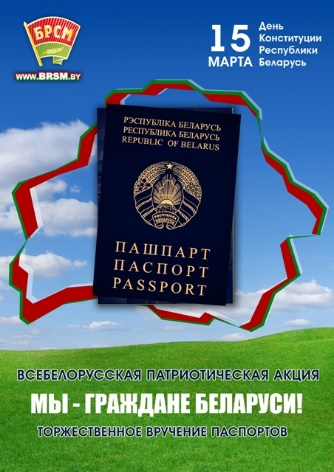 БРСМ
www.BRSM.BY
15
МАРТА
День
Конституции
Республики
Беларусь
РЭСПУБЛІКА БЕЛАРУСЬ
РЕСПУБЛИКА БЕЛАРУСЬ
REPUBLIC OF BELARUS
ПАШПАРТ
ПАСПОРТ
PASSPORT
ВСЕБЕЛОРУССКАЯ ПАТРИОТИЧЕСКАЯ АКЦИЯ
МЫ - ГРАЖДАНЕ БЕЛАРУСИ!
ТОРЖЕСТВЕННОЕ ВРУЧЕНИЕ ПАСПОРТОВ